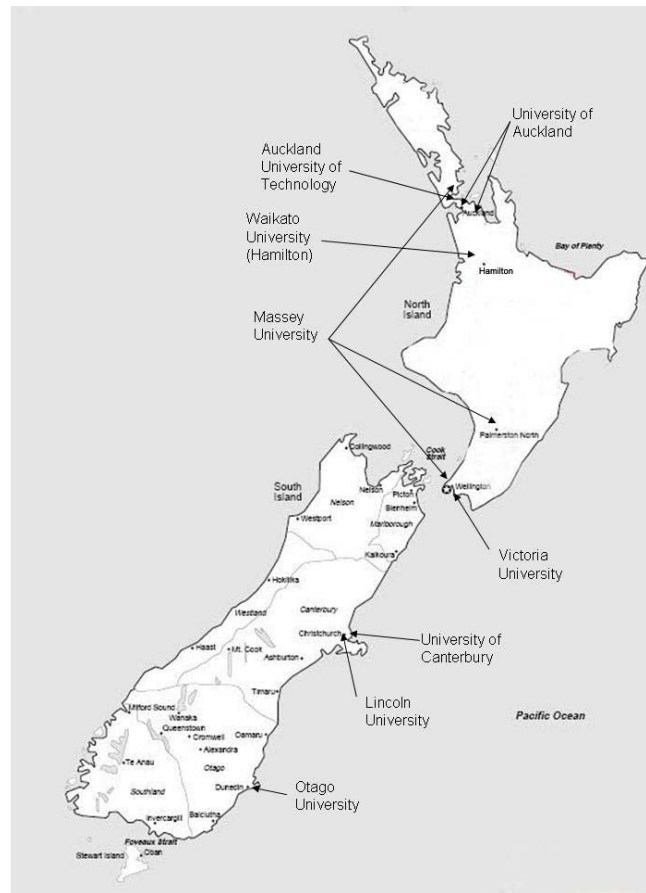 University of
Auckland
Auckland
University of
Technology
Auckland
Waikato
University
(Hamilton)
Bay of Plenty
Hamilton
North
Island
Massey
University
Palmerston North
Cook
Strait
Collingwood
South
Island
Nelson
Nelson
Picton
Wellington
Blenheim
Westport
Marlborough
Kaikoura
Victoria
University
Hokitika
Westland
Canterbury
Christchurch
University of
Canterbury
Haast
Mt. Cook
Ashburton
Timaru
Lincoln
University
Pacific Ocean
Milford Sound
Wanaka
Queenstown
Cromwell
Oamaru
Alexandra
Te Anau
Otago
Southland
Dunedin
Otago
University
Invercargill
Balclutha
Foveaux Strait
Stewart Island
Oban